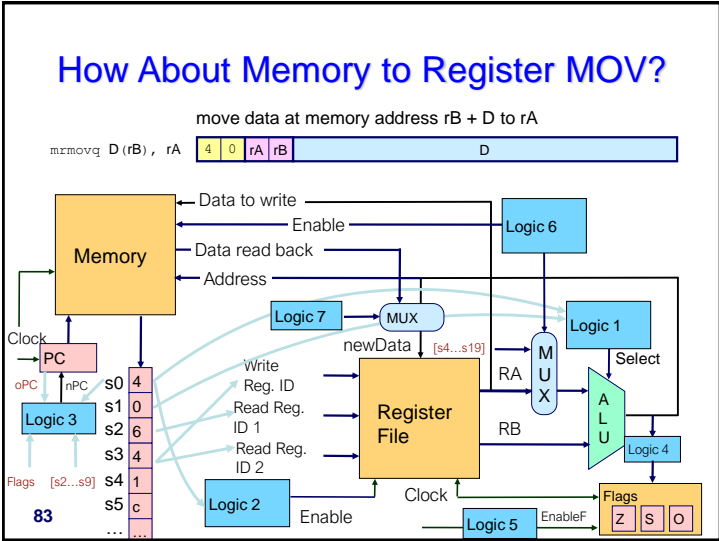 How About Memory to Register MOV?
move data at memory address rB + D to rA
mrmovq D(rB), rA
4 0 rA rB D
Data to write
Enable
Logic 6
Memory
Data read back
Address
Logic 7
MUX
Logic 1
Clock
newData
[s4...s19]
MUX
Select
PC
oPC
nPC
Write
Reg. ID
RA
ALU
s0 4
s1 0
Logic 3
Read Reg.
ID 1
Register
File
s2 6
RB
s3 4
Read Reg.
ID 2
Logic 4
Flags
[s2...s9]
s4 1
s5 c
... ...
Logic 2
Enable
Clock
Flags
Z S O
Logic 5
EnableF
83